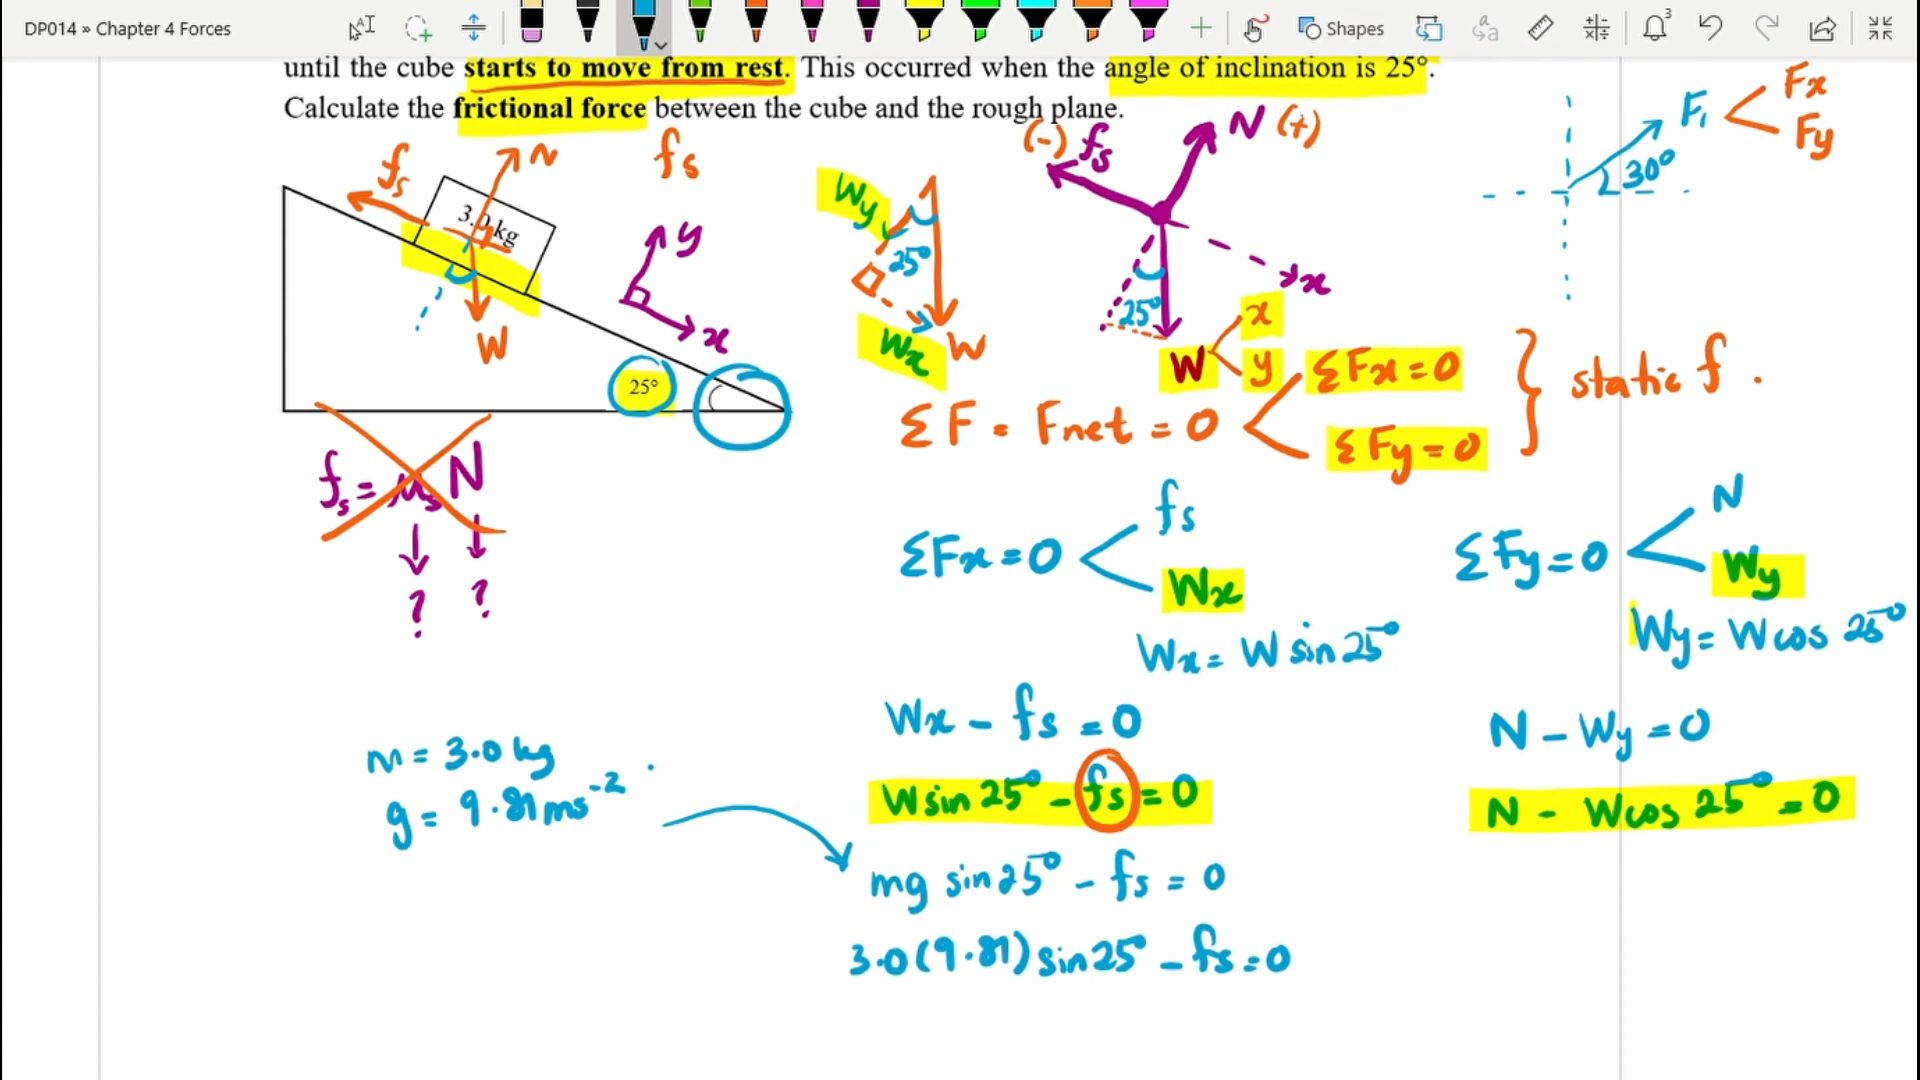 DP014 » Chapter 4 Forces
Shapes
3
until the cube starts to move from rest. This occurred when the angle of inclination is 25°.
Calculate the frictional force between the cube and the rough plane.
fs
N
fs
3.0 kg
W
y
x
25°
Wy
25°
Wx
W
(-) fs
N (+)
x
25°
W
x
y
F₁
Fx
Fy
30°
ΣF = Fnet = 0
ΣFx = 0
ΣFy = 0
static f.
fs = μs N
?
?
ΣFx = 0
fs
Wx
Wx = W sin 25°
ΣFy = 0
N
Wy
Wy = W cos 25°
m = 3.0 kg
g = 9.81 ms⁻²
Wx - fs = 0
W sin 25° - fs = 0
mg sin 25° - fs = 0
3.0(9.81) sin 25° - fs = 0
N - Wy = 0
N - W cos 25° = 0